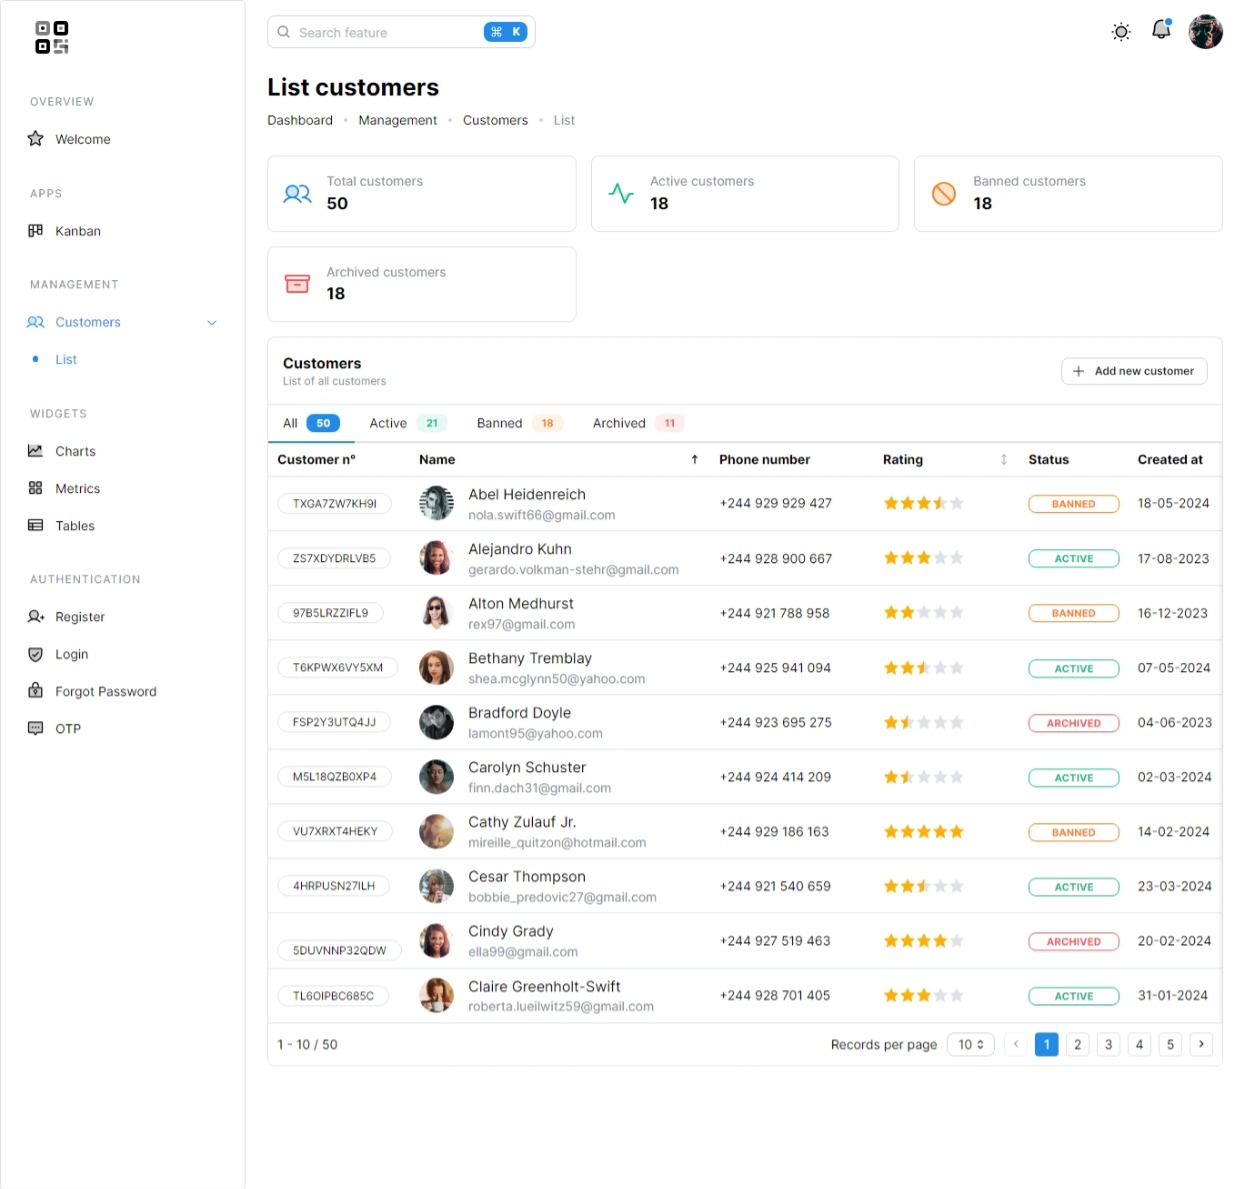 Search feature
⌘ K
List customers
Dashboard • Management • Customers • List
OVERVIEW
Welcome
APPS
Kanban
MANAGEMENT
Customers
List
WIDGETS
Charts
Metrics
Tables
AUTHENTICATION
Register
Login
Forgot Password
OTP
Total customers
50
Active customers
18
Banned customers
18
Archived customers
18
Customers
List of all customers
+ Add new customer
All 50 Active 21 Banned 18 Archived 11
Customer nº Name Phone number Rating Status Created at
TXGA7ZW7KH9I Abel Heidenreich +244 929 929 427 BANNED 18-05-2024
nola.swift66@gmail.com
ZS7XDYDRLVB5 Alejandro Kuhn +244 928 900 667 ACTIVE 17-08-2023
gerardo.volkman-stehr@gmail.com
97B5LRZZIFL9 Alton Medhurst +244 921 788 958 BANNED 16-12-2023
rex97@gmail.com
T6KPWX6VY5XM Bethany Tremblay +244 925 941 094 ACTIVE 07-05-2024
shea.mcglynn50@yahoo.com
FSP2Y3UTQ4JJ Bradford Doyle +244 923 695 275 ARCHIVED 04-06-2023
lamont95@yahoo.com
M5L18QZB0XP4 Carolyn Schuster +244 924 414 209 ACTIVE 02-03-2024
finn.dach31@gmail.com
VU7XRXT4HEKY Cathy Zulauf Jr. +244 929 186 163 BANNED 14-02-2024
mireille_quitzon@hotmail.com
4HRPUSN27ILH Cesar Thompson +244 921 540 659 ACTIVE 23-03-2024
bobbie_predovic27@gmail.com
5DUVNNP32QDW Cindy Grady +244 927 519 463 ARCHIVED 20-02-2024
ella99@gmail.com
TL6OIPBC685C Claire Greenholt-Swift +244 928 701 405 ACTIVE 31-01-2024
roberta.lueilwitz59@gmail.com
1 - 10 / 50 Records per page 10 1 2 3 4 5